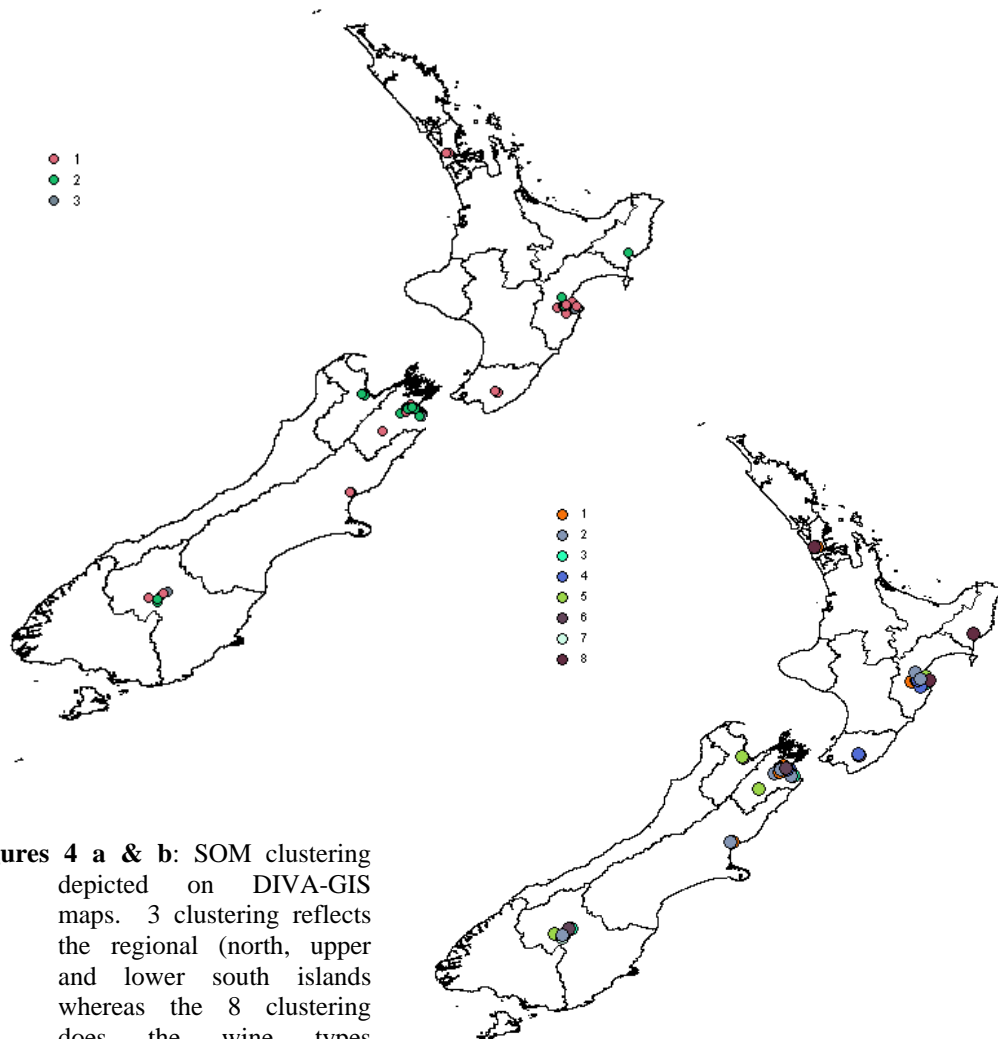 1
2
3
1
2
3
4
5
6
7
8
ures 4 a & b: SOM clustering
depicted on DIVA-GIS
maps. 3 clustering reflects
the regional (north, upper
and lower south islands
whereas the 8 clustering
does the wine types